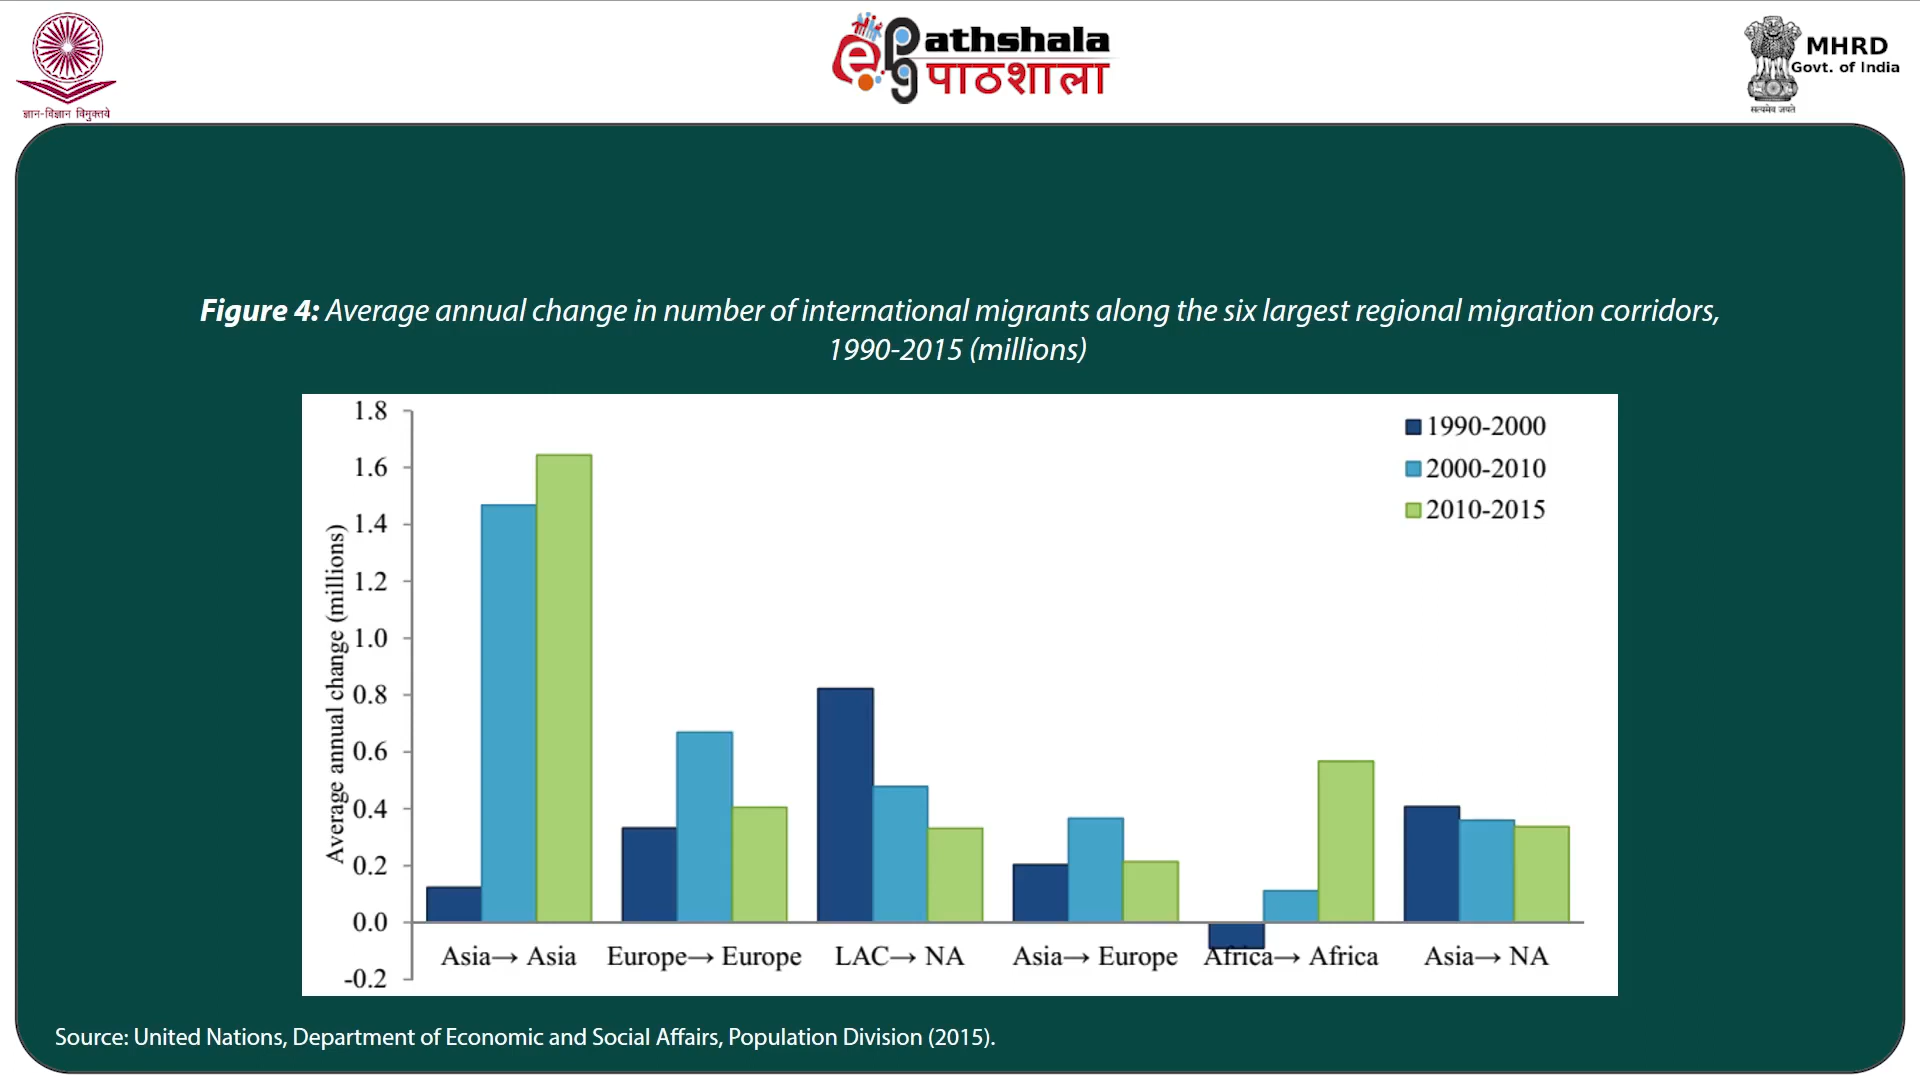 ज्ञान-विज्ञान विमुक्तये
e
PG
athshala
पाठशाला
MHRD
Govt. of India
सत्यमेव जयते
Figure 4: Average annual change in number of international migrants along the six largest regional migration corridors,
1990-2015 (millions)
Average annual change (millions)
1.8
1.6
1.4
1.2
1.0
0.8
0.6
0.4
0.2
0.0
-0.2
1990-2000
2000-2010
2010-2015
Asia→ Asia
Europe→ Europe
LAC→ NA
Asia→ Europe
Africa→ Africa
Asia→ NA
Source: United Nations, Department of Economic and Social Affairs, Population Division (2015).